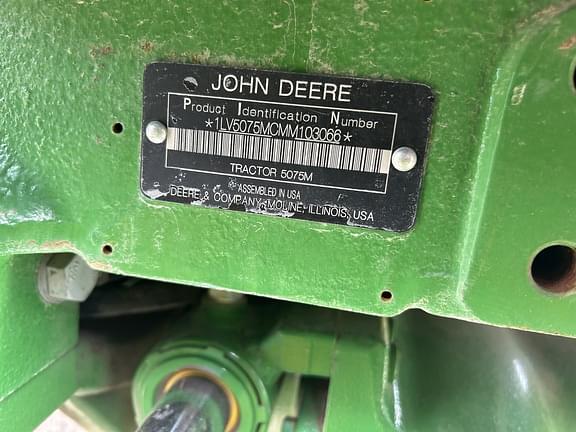 JOHN DEERE
Product Identification Number
*1LV5075MCMM103066*
TRACTOR 5075M
ASSEMBLED IN USA
DEERE & COMPANY, MOLINE, ILLINOIS, USA